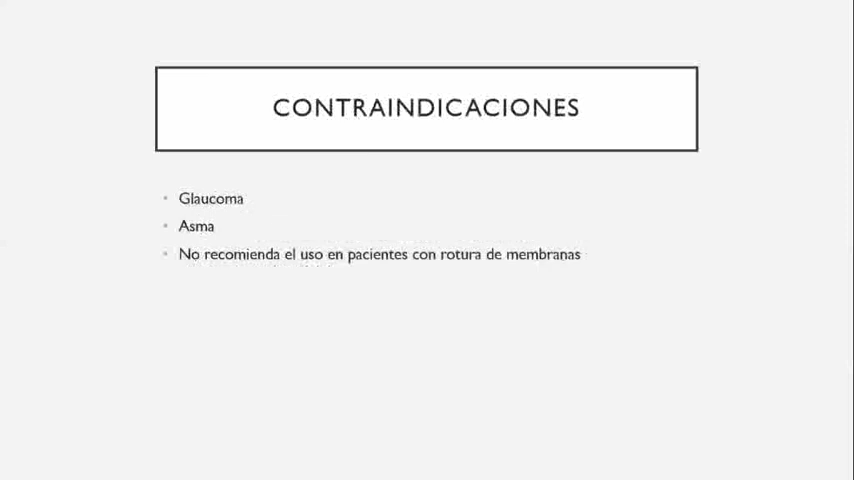 CONTRAINDICACIONES
Glaucoma
Asma
No recomienda el uso en pacientes con rotura de membranas